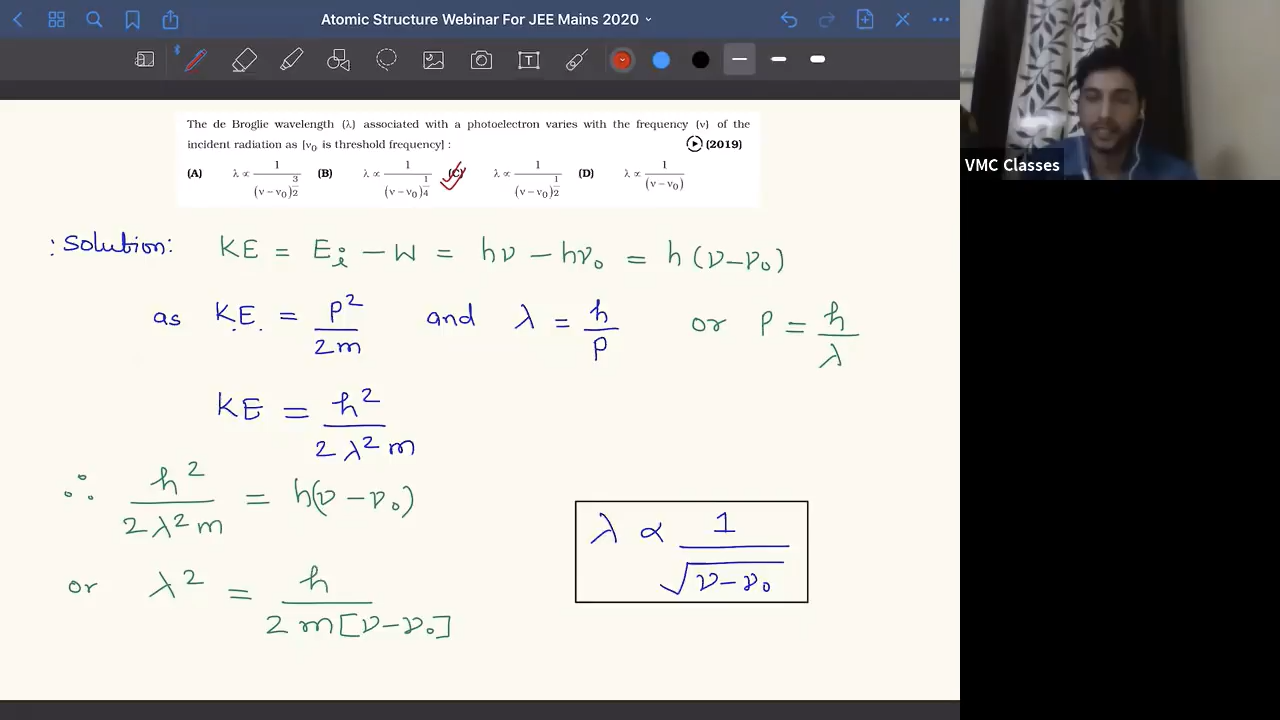 Atomic Structure Webinar For JEE Mains 2020
VMC Classes
The de Broglie wavelength (λ) associated with a photoelectron varies with the frequency (ν) of the
incident radiation as [ν₀ is threshold frequency] : (2019)
(A) λ ∝ 1/(ν − ν₀)^(3/2) (B) λ ∝ 1/(ν − ν₀)^(1/4) (C) λ ∝ 1/(ν − ν₀)^(1/2) (D) λ ∝ 1/(ν − ν₀)
: Solution: KE = Eᵢ − W = hν − hν₀ = h (ν−ν₀)
as K.E. = P²/2m and λ = h/P or P = h/λ
KE = h²/2λ²m
∴ h²/2λ²m = h(ν − ν₀)
λ ∝ 1/√(ν−ν₀)
or λ² = h/2m[ν−ν₀]